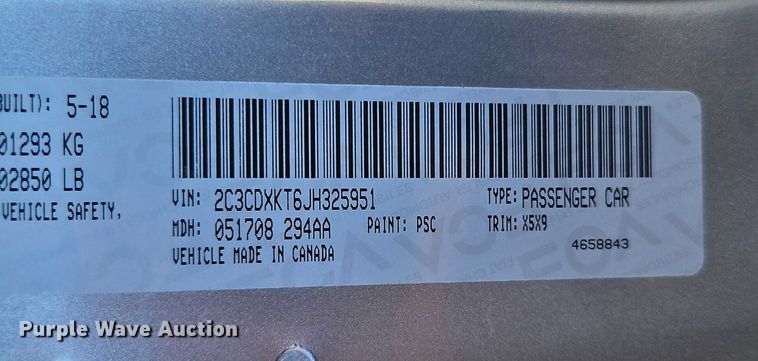 BUILT): 5-18
01293 KG
02850 LB
VEHICLE SAFETY,
VIN: 2C3CDXKT6JH325951 TYPE: PASSENGER CAR
MDH: 051708 294AA PAINT: PSC TRIM: X5X9
VEHICLE MADE IN CANADA 4658843
Purple Wave Auction